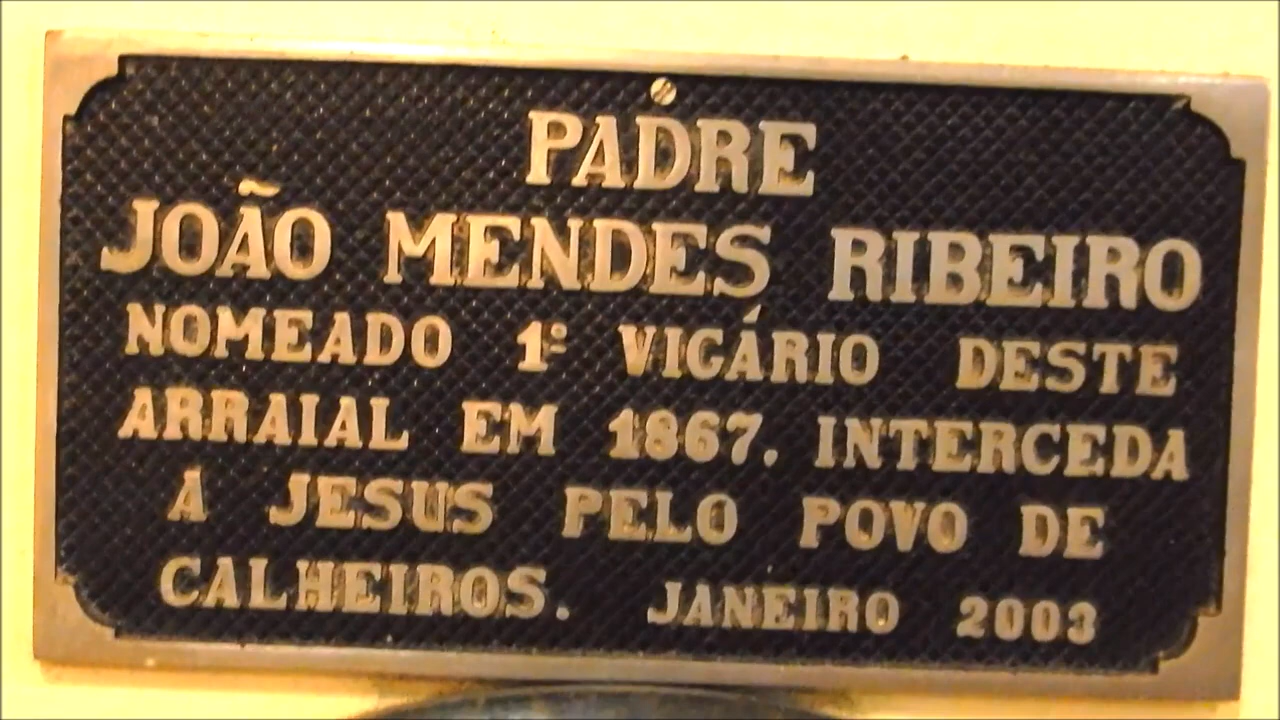 PADRE
JOÃO MENDES RIBEIRO
NOMEADO 1º VIGÁRIO DESTE
ARRAIAL EM 1867. INTERCEDA
A JESUS PELO POVO DE
CALHEIROS. JANEIRO 2003